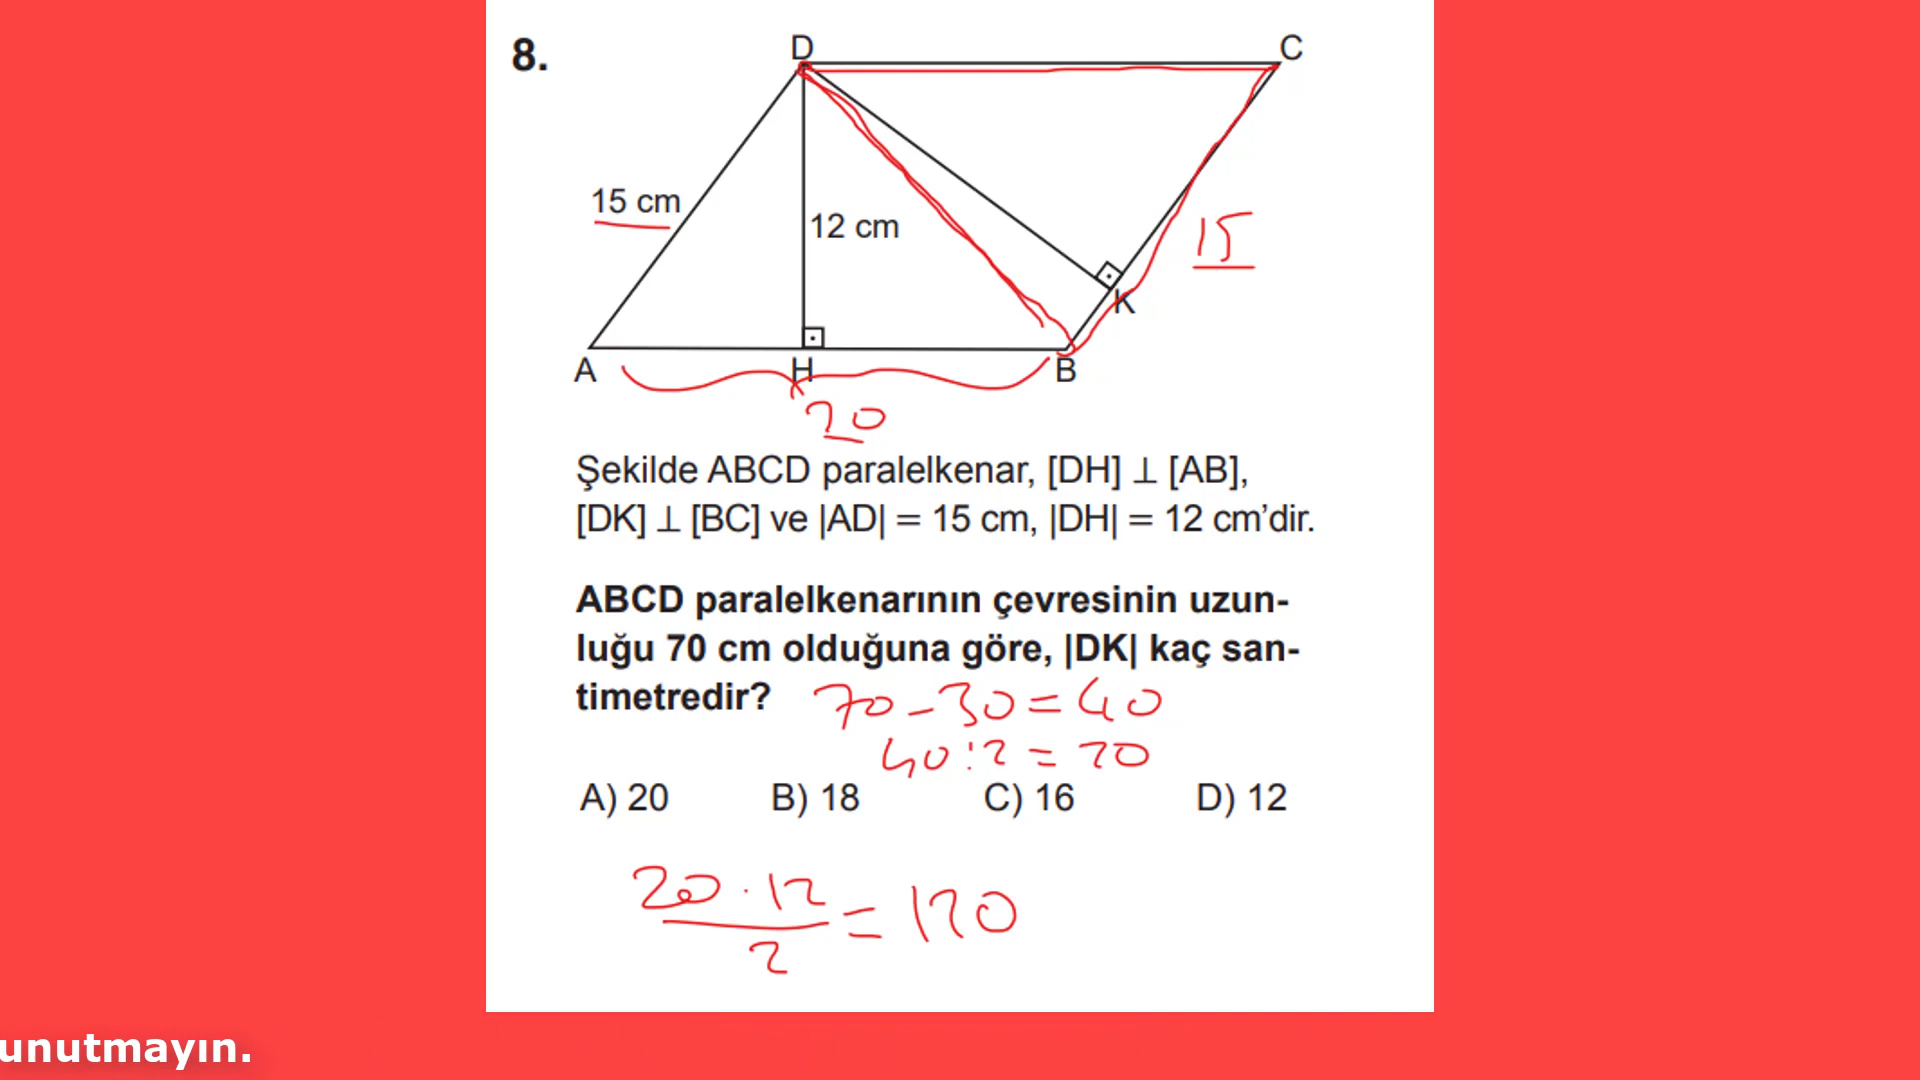 8.
D
C
15 cm
12 cm
15
K
A
H
B
20
Şekilde ABCD paralelkenar, [DH] ⊥ [AB],
[DK] ⊥ [BC] ve |AD| = 15 cm, |DH| = 12 cm’dir.
ABCD paralelkenarının çevresinin uzun-
luğu 70 cm olduğuna göre, |DK| kaç san-
timetredir?
70 - 30 = 40
40 : 2 = 20
A) 20 B) 18 C) 16 D) 12
20 · 12
2
= 120
unutmayın.